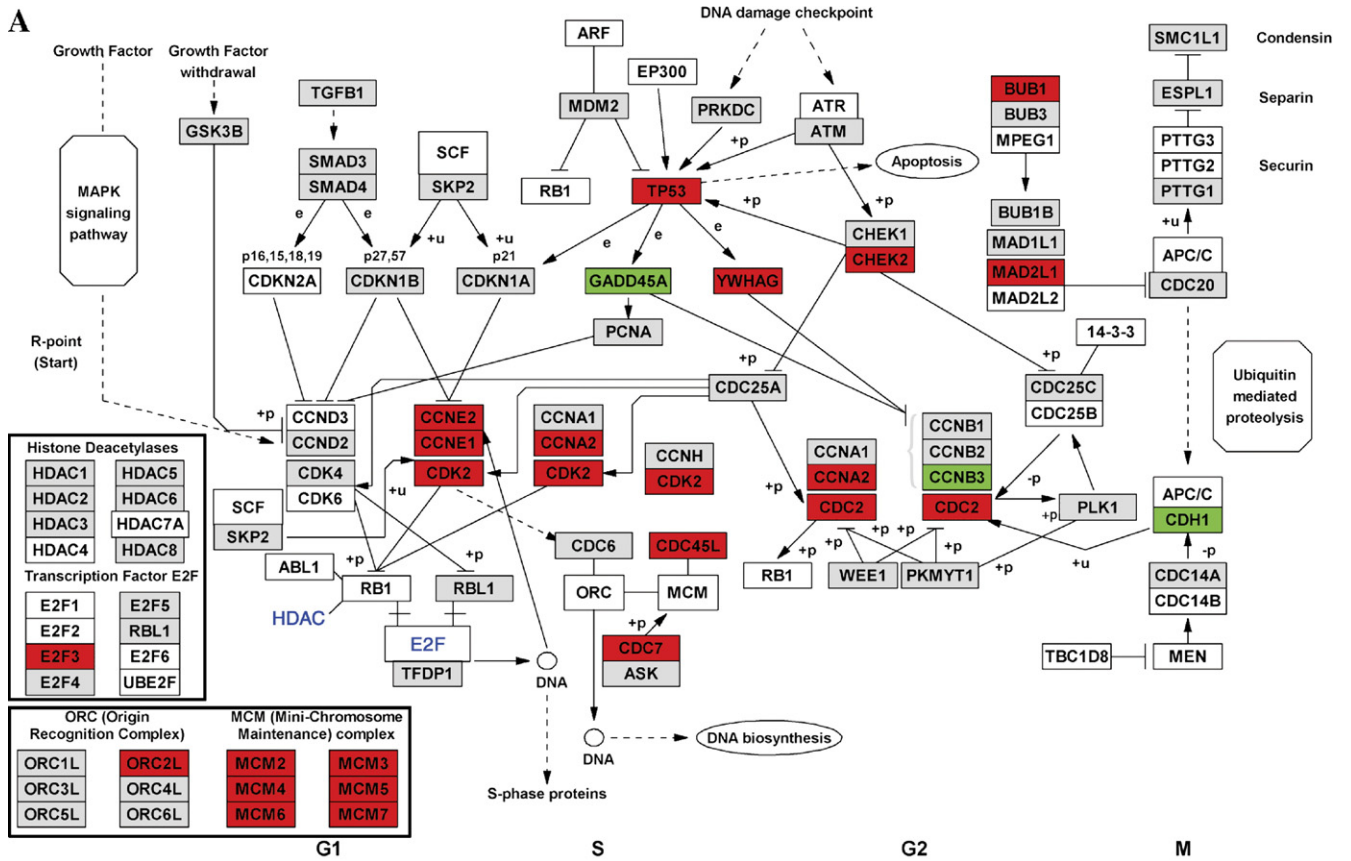 A
Growth Factor
Growth Factor
withdrawal
DNA damage checkpoint
ARF
EP300
TGFB1
GSK3B
MDM2
PRKDC
ATR
ATM
BUB1
BUB3
MPEG1
SMC1L1
Condensin
ESPL1
Separin
PTTG3
PTTG2
PTTG1
Securin
MAPK
signaling
pathway
SMAD3
SMAD4
SCF
SKP2
RB1
TP53
+p
Apoptosis
e
e
+u
+u
e
e
e
+p
+p
CHEK1
CHEK2
BUB1B
MAD1L1
MAD2L1
MAD2L2
+u
APC/C
CDC20
p16,15,18,19
CDKN2A
p27,57
CDKN1B
p21
CDKN1A
GADD45A
YWHAG
PCNA
R-point
(Start)
14-3-3
+p
+p
CDC25A
CDC25C
CDC25B
Ubiquitin
mediated
proteolysis
+p
CCND3
CCND2
CDK4
CDK6
CCNE2
CCNE1
CDK2
CCNA1
CCNA2
CDK2
CCNH
CDK2
CCNA1
CCNA2
CDC2
CCNB1
CCNB2
CCNB3
CDC2
+p
-p
+p
PLK1
APC/C
CDH1
Histone Deacetylases
HDAC1
HDAC5
HDAC2
HDAC6
HDAC3
HDAC7A
HDAC4
HDAC8
Transcription Factor E2F
E2F1
E2F5
E2F2
RBL1
E2F3
E2F6
E2F4
UBE2F
SCF
SKP2
+u
ABL1
+p
RB1
+p
RBL1
HDAC
E2F
TFDP1
DNA
CDC6
CDC45L
ORC
MCM
+p
CDC7
ASK
+p
RB1
+p
+p
+p
+p
WEE1
PKMYT1
+p
+u
-p
CDC14A
CDC14B
TBC1D8
MEN
DNA
DNA biosynthesis
S-phase proteins
ORC (Origin
Recognition Complex)
MCM (Mini-Chromosome
Maintenance) complex
ORC1L
ORC2L
MCM2
MCM3
ORC3L
ORC4L
MCM4
MCM5
ORC5L
ORC6L
MCM6
MCM7
G1
S
G2
M